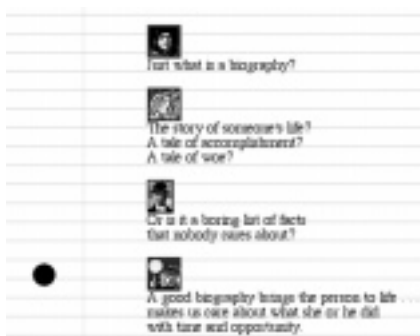 Just what is a biography?
The story of someone's life?
A tale of accomplishment?
A tale of woe?
Or is it a boring list of facts
that nobody cares about?
A good biography brings the person to life ...
makes us care about what she or he did
with time and opportunity.